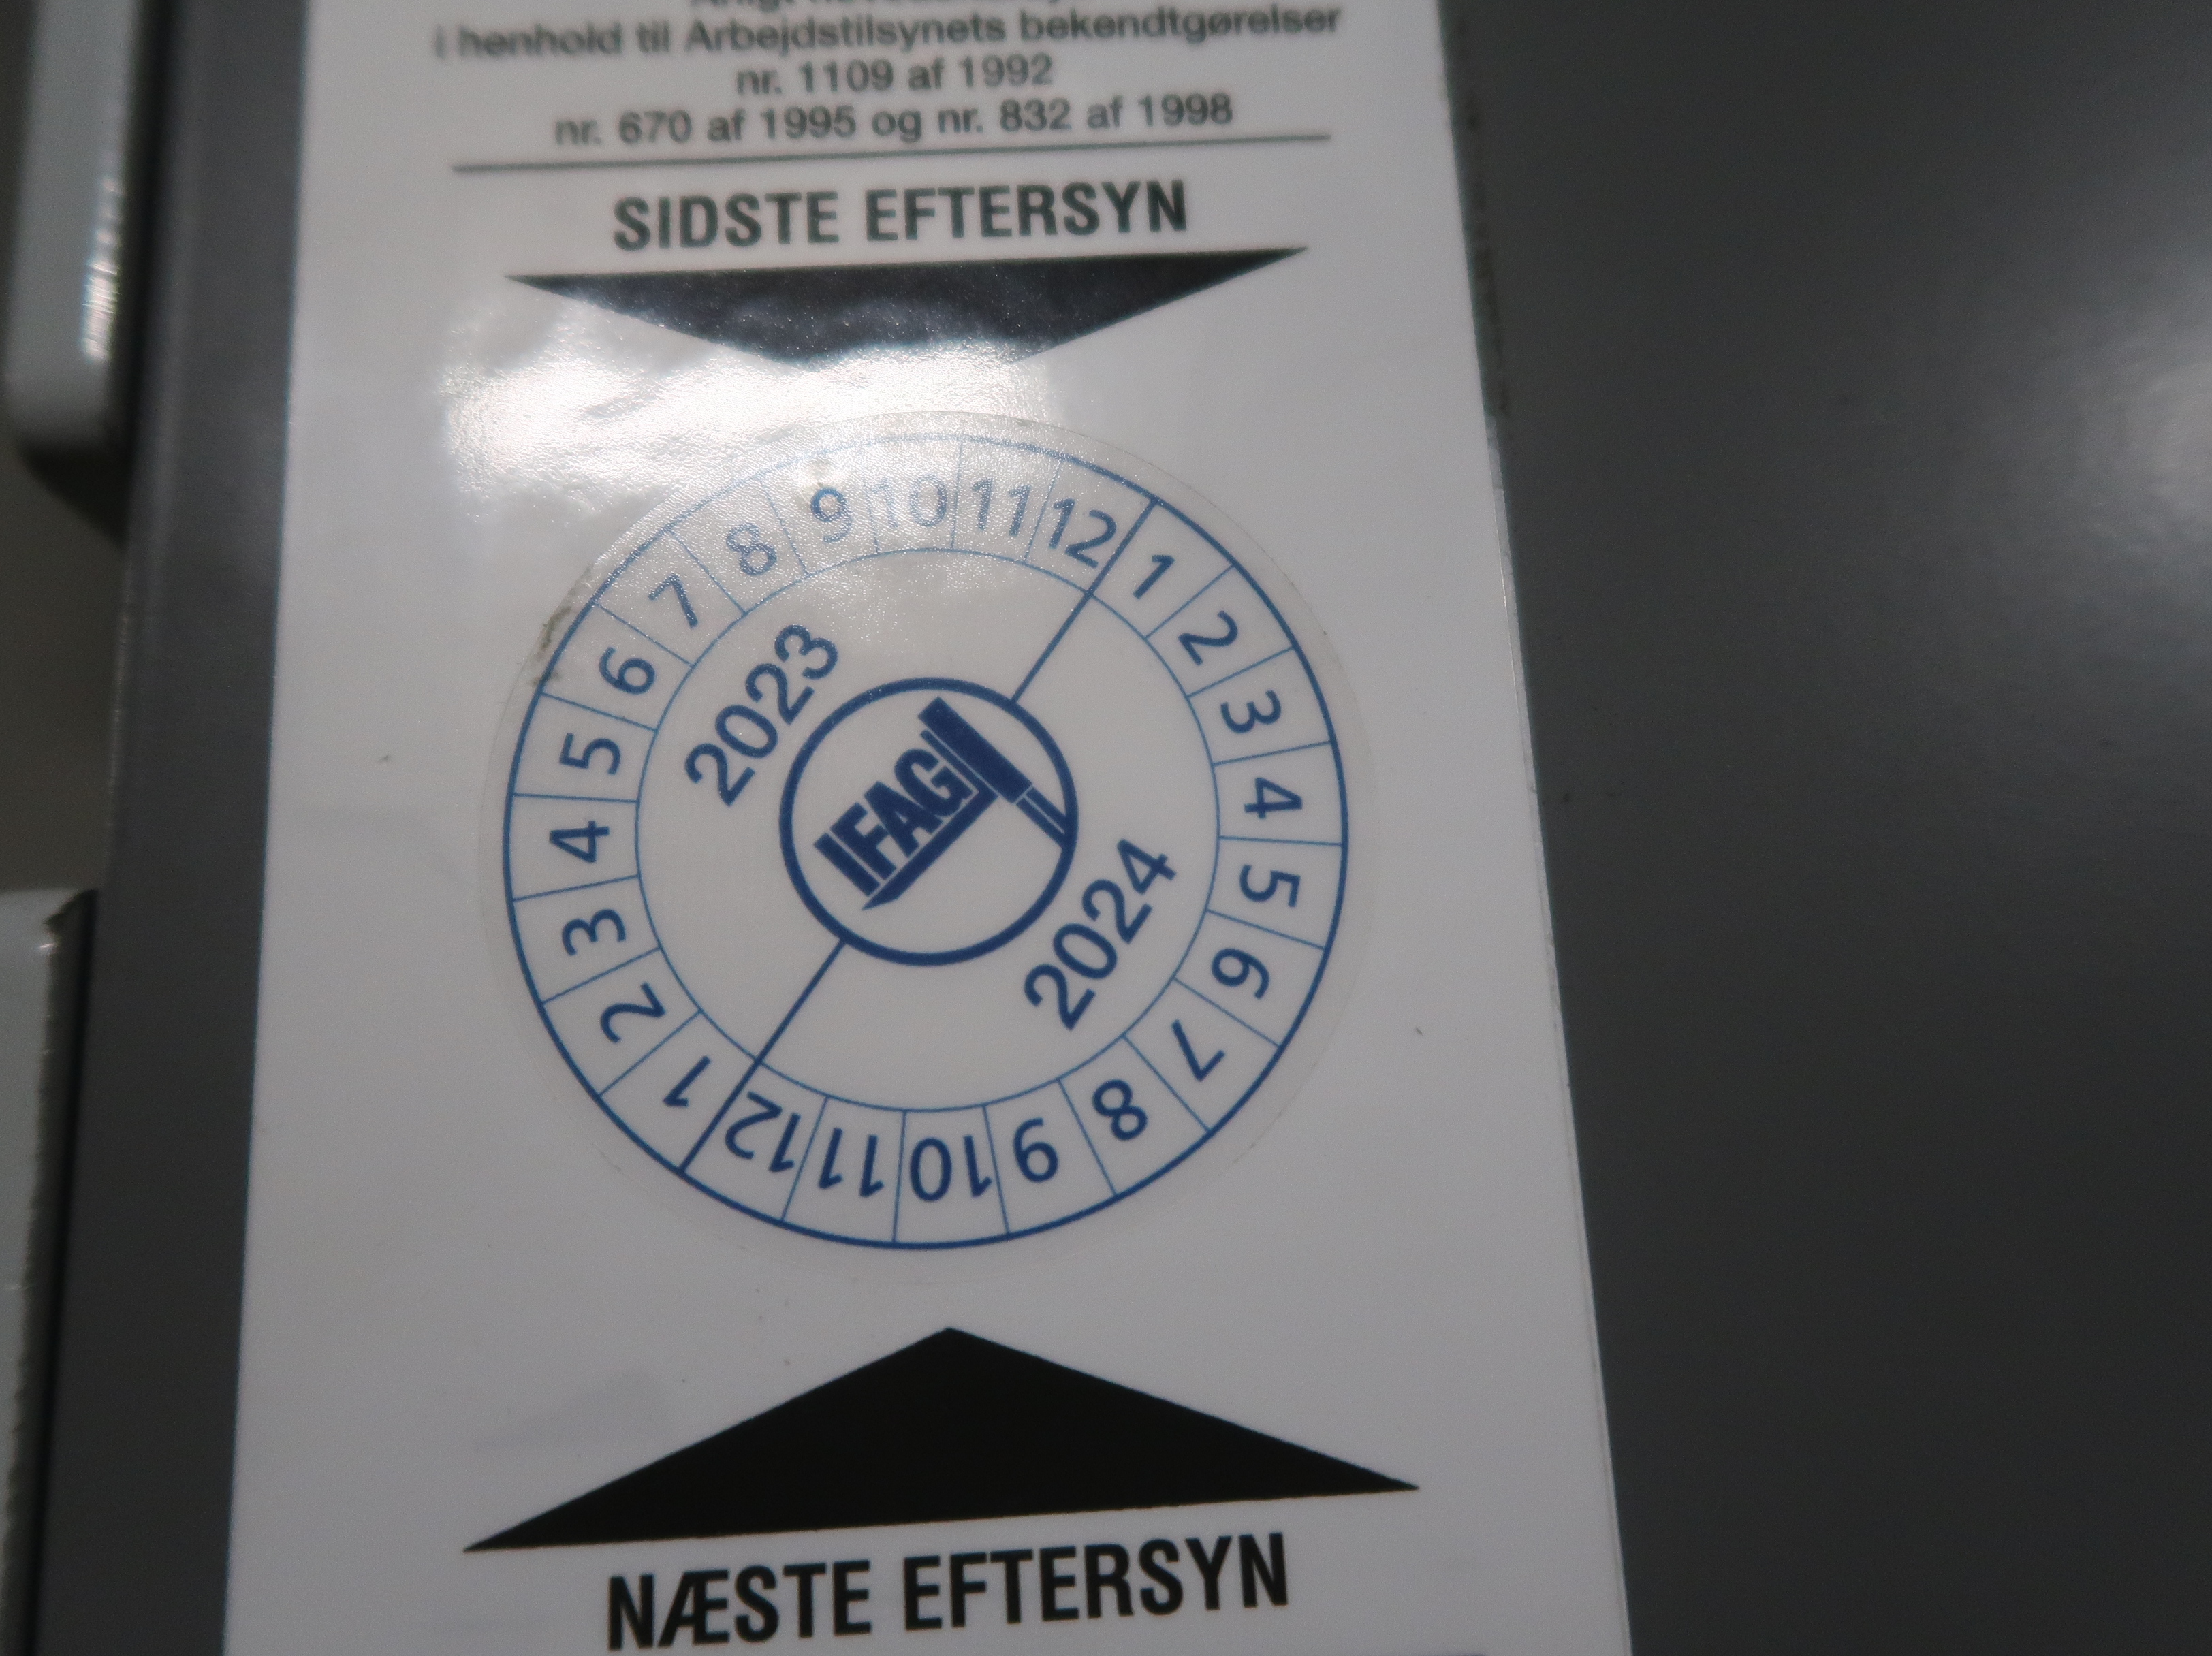 i henhold til Arbejdstilsynets bekendtgørelser
nr. 1109 af 1992
nr. 670 af 1995 og nr. 832 af 1998
SIDSTE EFTERSYN
1 2 3 4 5 6 7 8 9 10 11 12
2023
IFAG
2024
1 2 3 4 5 6 7 8 9 10 11 12
NÆSTE EFTERSYN